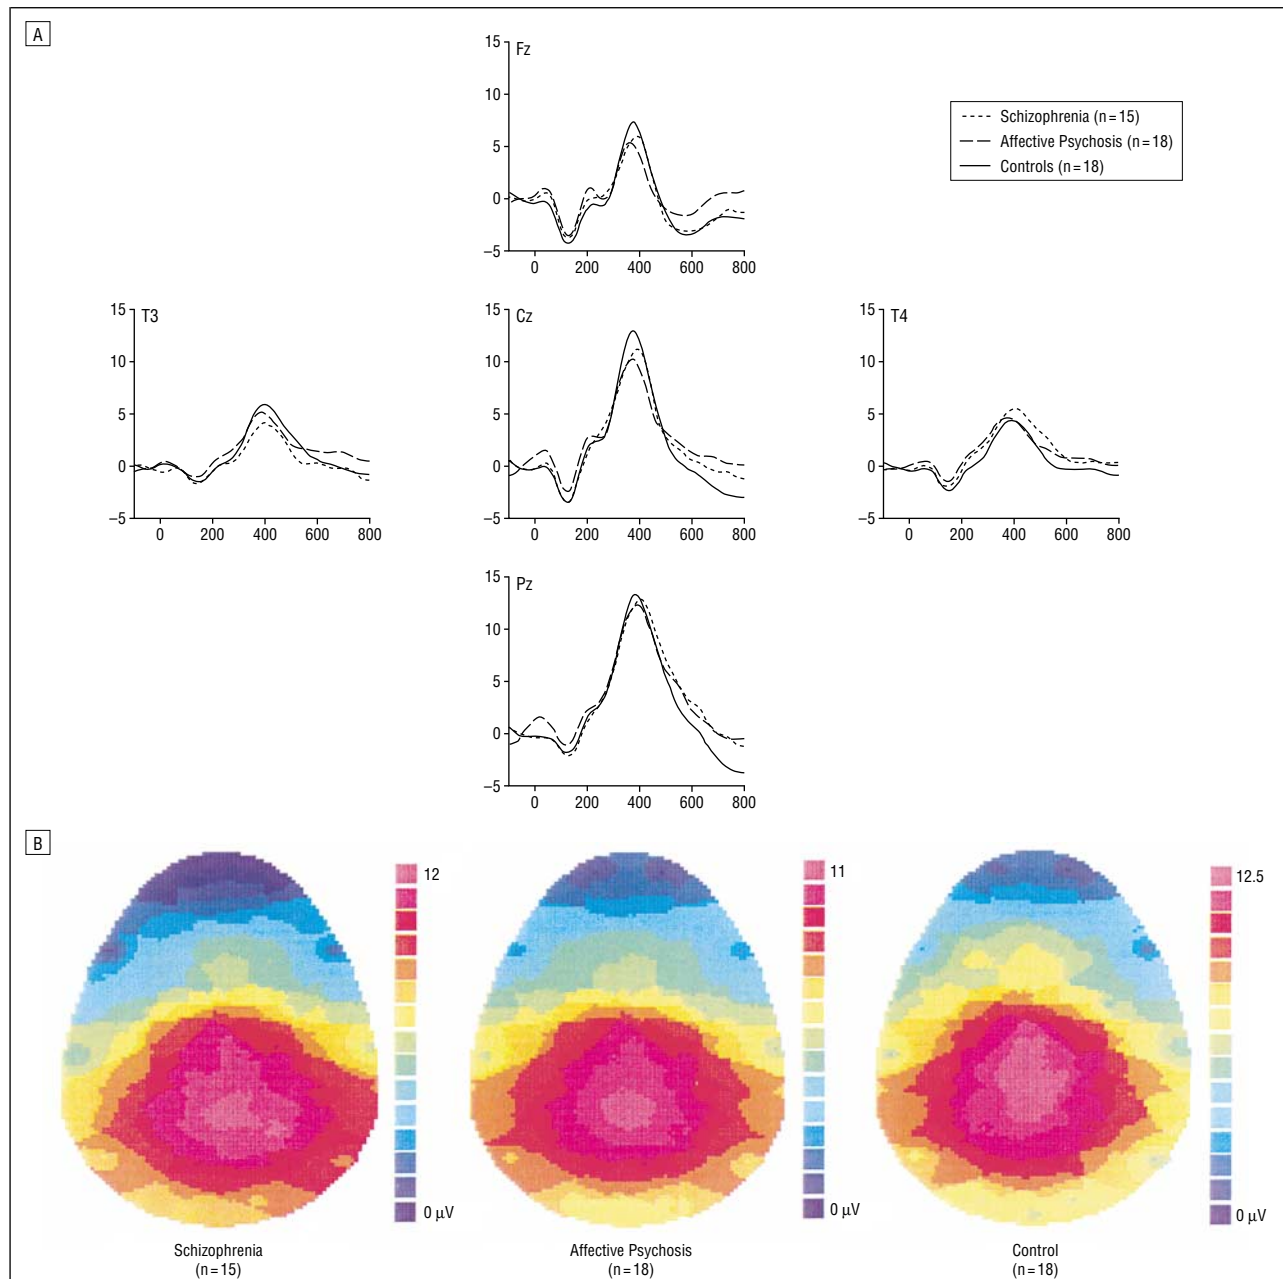 A
15
Fz
10
5
0
–5
0 200 400 600 800
Schizophrenia (n=15)
Affective Psychosis (n=18)
Controls (n=18)
15
T3
10
5
0
–5
0 200 400 600 800
15
Cz
10
5
0
–5
0 200 400 600 800
15
T4
10
5
0
–5
0 200 400 600 800
15
Pz
10
5
0
–5
0 200 400 600 800
B
12
0 μV
11
0 μV
12.5
0 μV
Schizophrenia
(n=15)
Affective Psychosis
(n=18)
Control
(n=18)